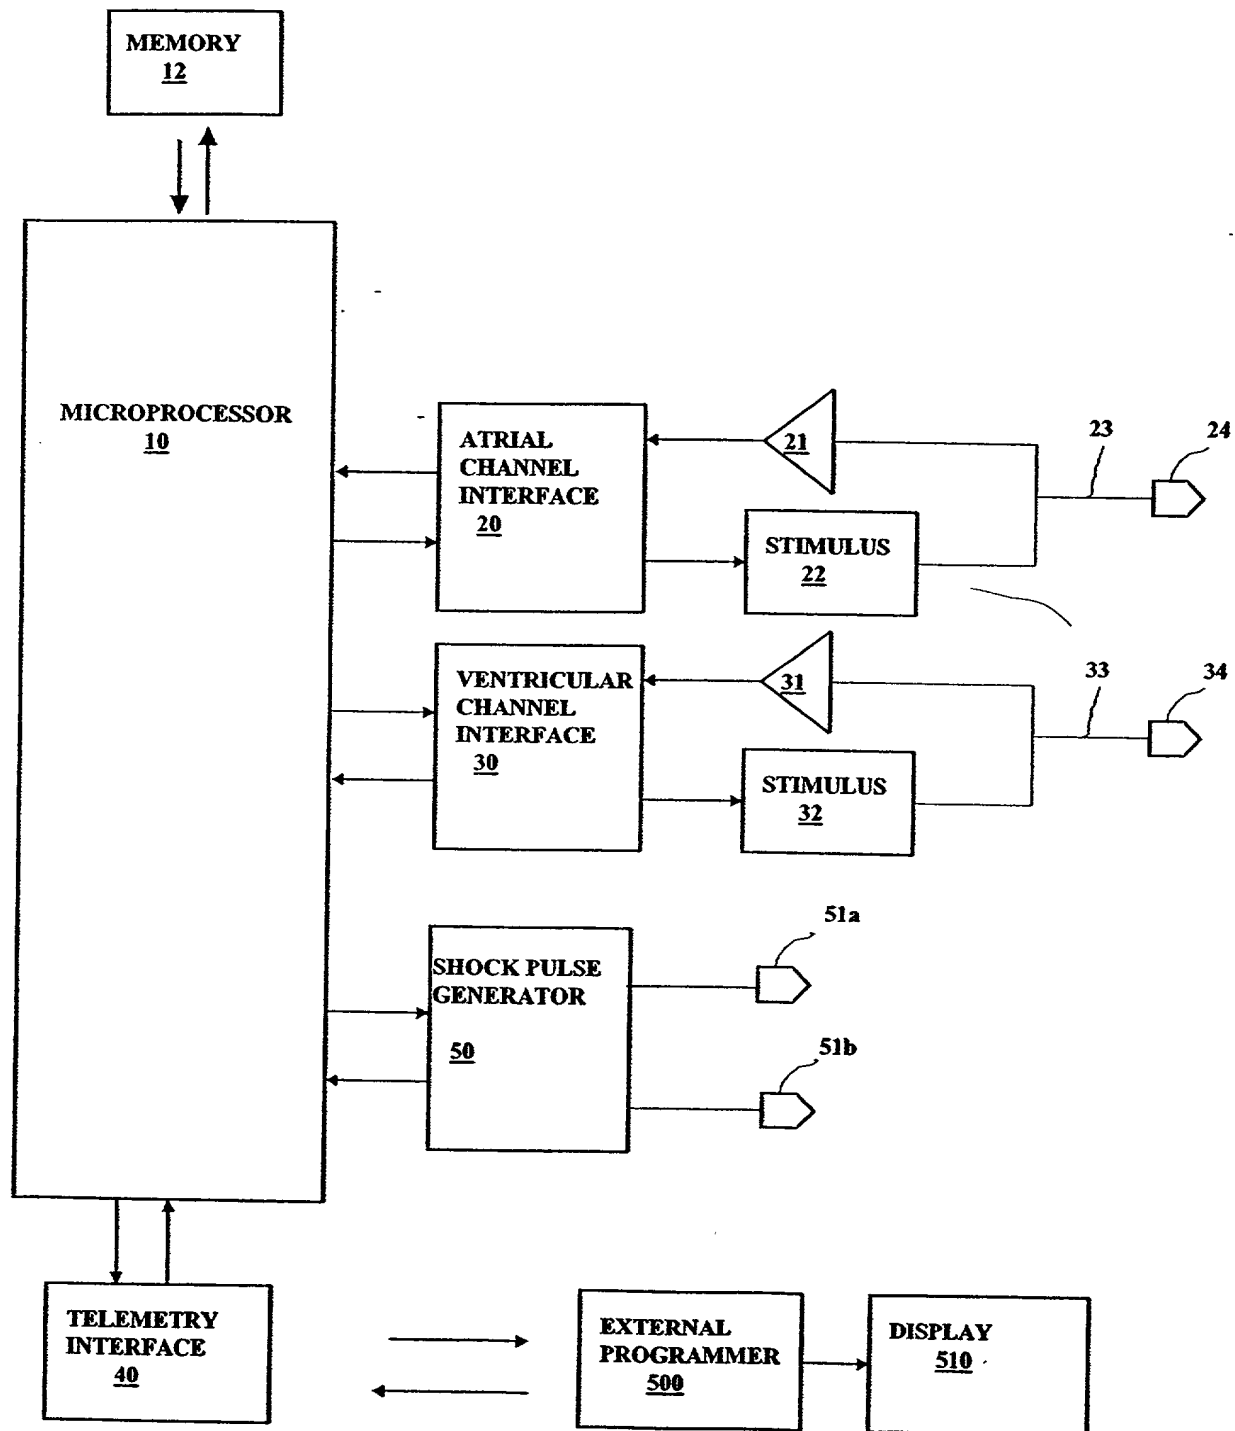 MEMORY
12
MICROPROCESSOR
10
ATRIAL
CHANNEL
INTERFACE
20
21
23
24
STIMULUS
22
VENTRICULAR
CHANNEL
INTERFACE
30
31
33
34
STIMULUS
32
SHOCK PULSE
GENERATOR
50
51a
51b
TELEMETRY
INTERFACE
40
EXTERNAL
PROGRAMMER
500
DISPLAY
510